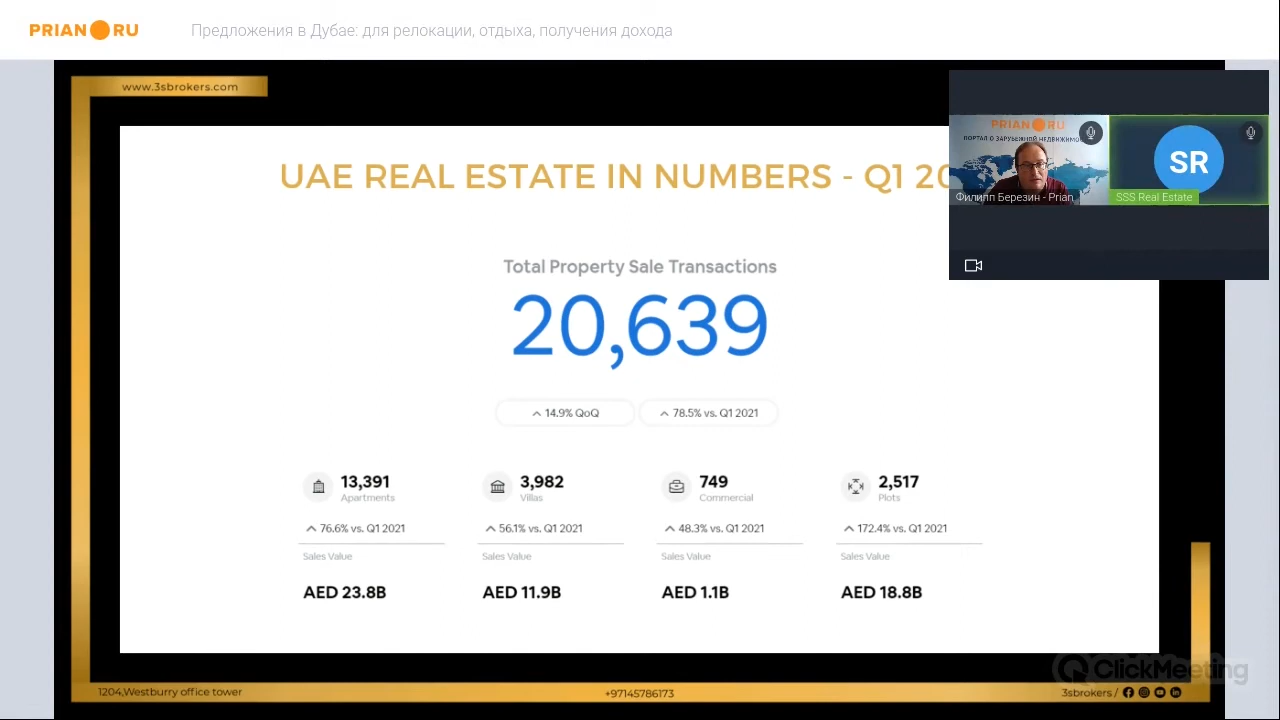 PRIAN RU
Предложения в Дубае: для релокации, отдыха, получения дохода
www.3sbrokers.com
UAE REAL ESTATE IN NUMBERS - Q1
PRIAN RU
ПОРТАЛ О ЗАРУБЕЖНОЙ
SR
Филипп Березин - Prian
SSS Real Estate
Total Property Sale Transactions
20,639
14.9% QoQ
78.5% vs. Q1 2021
13,391
Apartments
76.6% vs. Q1 2021
Sales Value
AED 23.8B
3,982
Villas
56.1% vs. Q1 2021
Sales Value
AED 11.9B
749
Commercial
48.3% vs. Q1 2021
Sales Value
AED 1.1B
2,517
Plots
172.4% vs. Q1 2021
Sales Value
AED 18.8B
ClickMeeting
1204,Westburry office tower
+97145786173
3sbrokers /